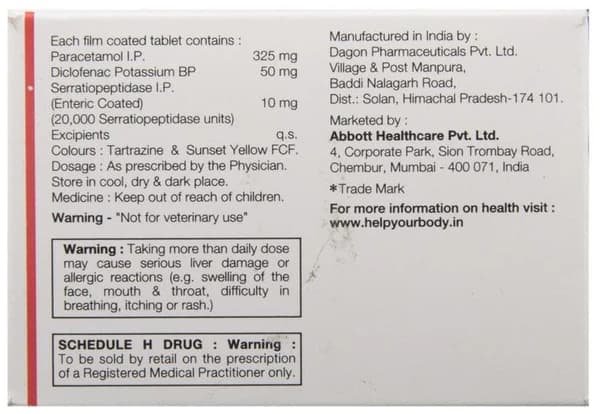 Each film coated tablet contains :
Paracetamol I.P. 325 mg
Diclofenac Potassium BP 50 mg
Serratiopeptidase I.P.
(Enteric Coated) 10 mg
(20,000 Serratiopeptidase units)
Excipients q.s.
Colours : Tartrazine & Sunset Yellow FCF.
Dosage : As prescribed by the Physician.
Store in cool, dry & dark place.
Medicine : Keep out of reach of children.
Warning - "Not for veterinary use"
Warning : Taking more than daily dose
may cause serious liver damage or
allergic reactions (e.g. swelling of the
face, mouth & throat, difficulty in
breathing, itching or rash.)
SCHEDULE H DRUG : Warning :
To be sold by retail on the prescription
of a Registered Medical Practitioner only.
Manufactured in India by :
Dagon Pharmaceuticals Pvt. Ltd.
Village & Post Manpura,
Baddi Nalagarh Road,
Dist.: Solan, Himachal Pradesh-174 101.
Marketed by :
Abbott Healthcare Pvt. Ltd.
4, Corporate Park, Sion Trombay Road,
Chembur, Mumbai - 400 071, India
*Trade Mark
For more information on health visit :
www.helpyourbody.in